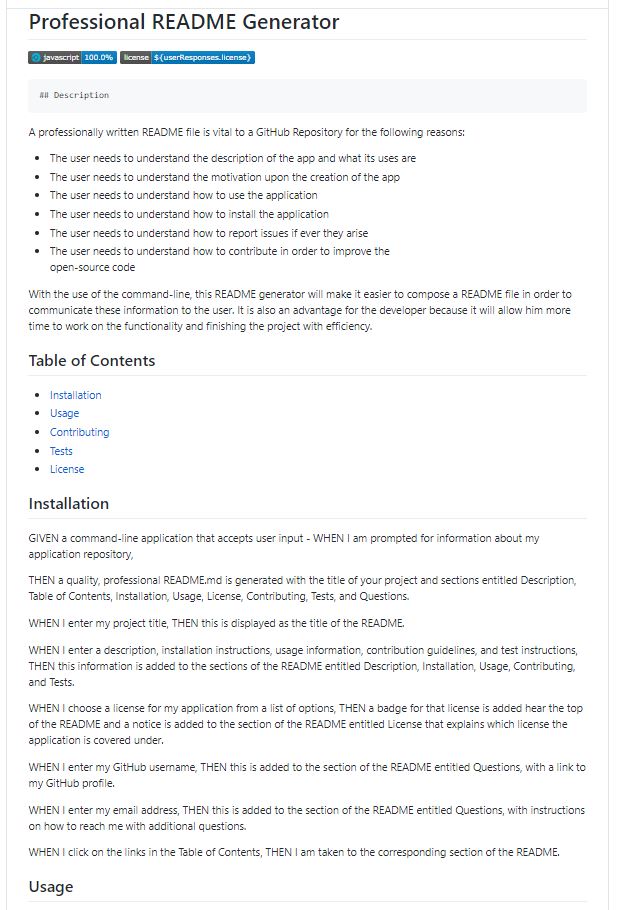 Professional README Generator
javascript 100.0% license ${userResponses.license}
## Description
A professionally written README file is vital to a GitHub Repository for the following reasons:
The user needs to understand the description of the app and what its uses are
The user needs to understand the motivation upon the creation of the app
The user needs to understand how to use the application
The user needs to understand how to install the application
The user needs to understand how to report issues if ever they arise
The user needs to understand how to contribute in order to improve the
open-source code
With the use of the command-line, this README generator will make it easier to compose a README file in order to
communicate these information to the user. It is also an advantage for the developer because it will allow him more
time to work on the functionality and finishing the project with efficiency.
Table of Contents
Installation
Usage
Contributing
Tests
License
Installation
GIVEN a command-line application that accepts user input - WHEN I am prompted for information about my
application repository,
THEN a quality, professional README.md is generated with the title of your project and sections entitled Description,
Table of Contents, Installation, Usage, License, Contributing, Tests, and Questions.
WHEN I enter my project title, THEN this is displayed as the title of the README.
WHEN I enter a description, installation instructions, usage information, contribution guidelines, and test instructions,
THEN this information is added to the sections of the README entitled Description, Installation, Usage, Contributing,
and Tests.
WHEN I choose a license for my application from a list of options, THEN a badge for that license is added hear the top
of the README and a notice is added to the section of the README entitled License that explains which license the
application is covered under.
WHEN I enter my GitHub username, THEN this is added to the section of the README entitled Questions, with a link to
my GitHub profile.
WHEN I enter my email address, THEN this is added to the section of the README entitled Questions, with instructions
on how to reach me with additional questions.
WHEN I click on the links in the Table of Contents, THEN I am taken to the corresponding section of the README.
Usage